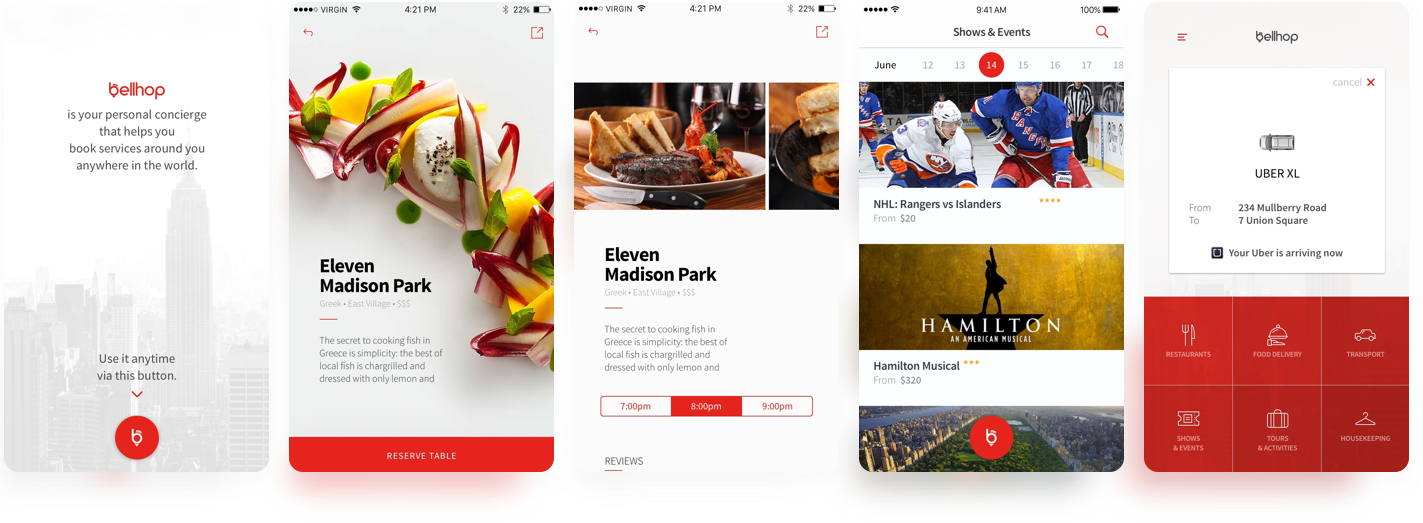 bellhop
is your personal concierge
that helps you
book services around you
anywhere in the world.
Use it anytime
via this button.
VIRGIN
4:21 PM
22%
Eleven
Madison Park
Greek • East Village • $$$
The secret to cooking fish in
Greece is simplicity: the best of
local fish is chargrilled and
dressed with only lemon and
RESERVE TABLE
VIRGIN
4:21 PM
22%
Eleven
Madison Park
Greek • East Village • $$$
The secret to cooking fish in
Greece is simplicity: the best of
local fish is chargrilled and
dressed with only lemon and
7:00pm 8:00pm 9:00pm
REVIEWS
9:41 AM
100%
Shows & Events
June 12 13 14 15 16 17 18
RANGERS
NHL: Rangers vs Islanders
From $20
HAMILTON
AN AMERICAN MUSICAL
Hamilton Musical
From $320
bellhop
cancel
UBER XL
From 234 Mullberry Road
To 7 Union Square
Your Uber is arriving now
RESTAURANTS
FOOD DELIVERY
TRANSPORT
SHOWS
& EVENTS
TOURS
& ACTIVITIES
HOUSEKEEPING